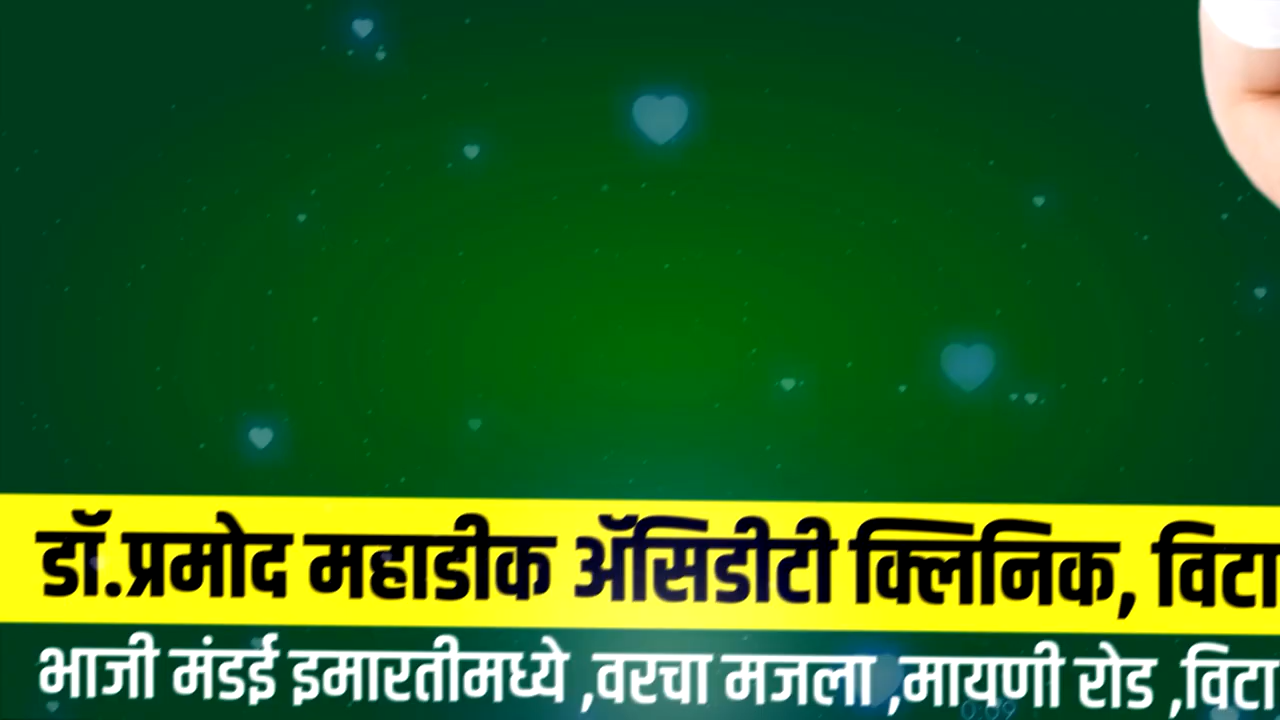 डॉ.प्रमोद महाडीक ॲसिडीटी क्लिनिक, विटा
भाजी मंडई इमारतीमध्ये ,वरचा मजला ,मायणी रोड ,विटा